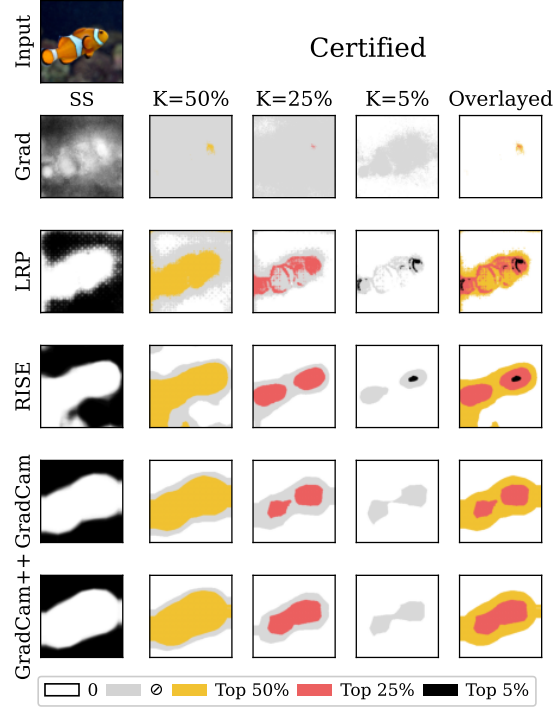 Input
Certified
SS K=50% K=25% K=5% Overlayed
Grad
LRP
RISE
GradCam
GradCam++
0 ⊘ Top 50% Top 25% Top 5%